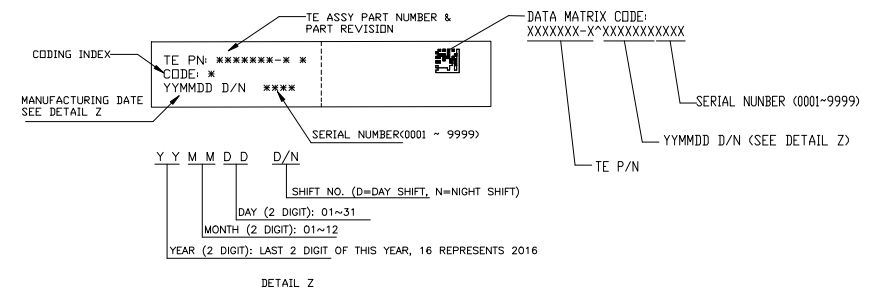 TE ASSY PART NUMBER &
PART REVISION
DATA MATRIX CODE:
XXXXXXX-X^XXXXXXXXXXX
CODING INDEX
TE PN: *******-* *
CODE: *
YYMMDD D/N ****
MANUFACTURING DATE
SEE DETAIL Z
SERIAL NUNBER (0001~9999)
SERIAL NUMBER(0001 ~ 9999)
YYMMDD D/N (SEE DETAIL Z)
TE P/N
Y Y M M D D D/N
SHIFT NO. (D=DAY SHIFT, N=NIGHT SHIFT)
DAY (2 DIGIT): 01~31
MONTH (2 DIGIT): 01~12
YEAR (2 DIGIT): LAST 2 DIGIT OF THIS YEAR, 16 REPRESENTS 2016
DETAIL Z